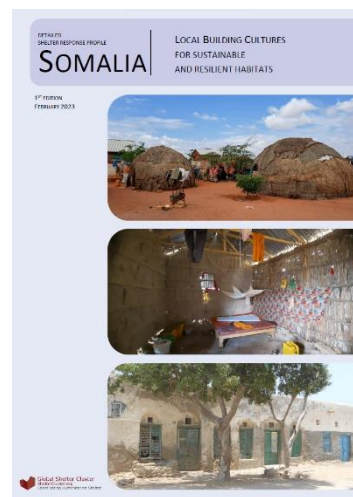 DETAILED
SHELTER RESPONSE PROFILE
SOMALIA
LOCAL BUILDING CULTURES
FOR SUSTAINABLE
AND RESILIENT HABITATS
1ST EDITION
FEBRUARY 2023
Global Shelter Cluster